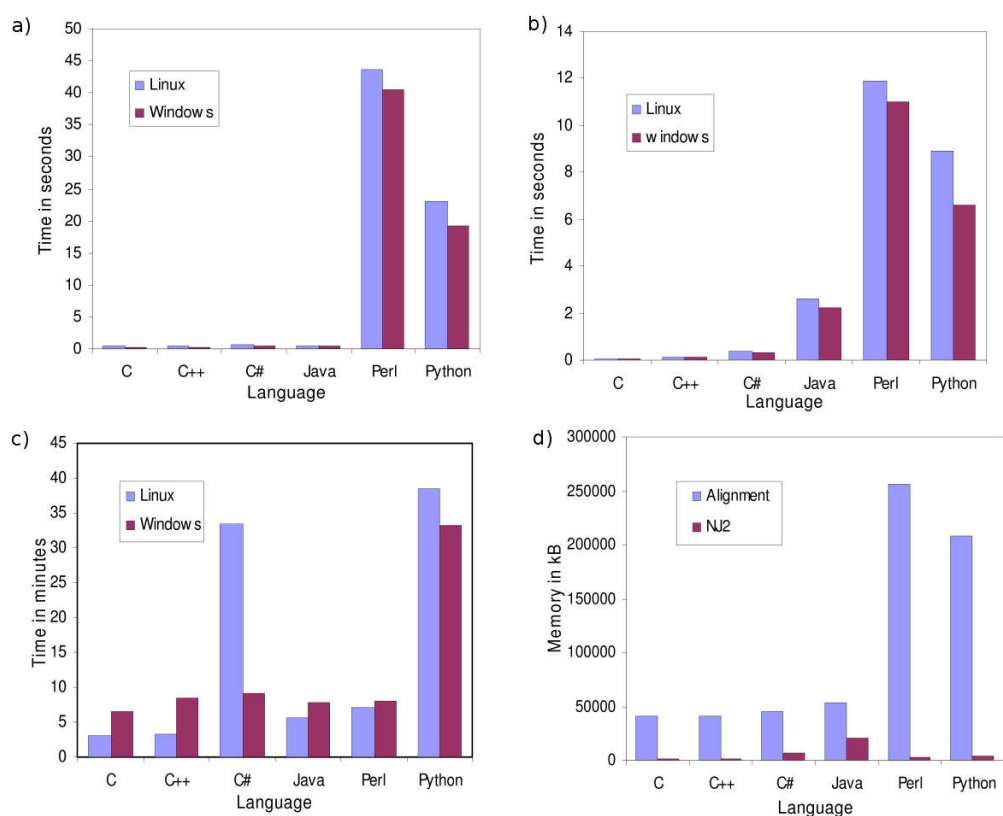 a)
50
45
40
35
30
25
20
15
10
5
0
Time in seconds
Linux
Windows
C C++ C# Java Perl Python
Language
b)
14
12
10
8
6
4
2
0
Time in seconds
Linux
windows
C C++ C# Java Perl Python
Language
c)
45
40
35
30
25
20
15
10
5
0
Time in minutes
Linux
Windows
C C++ C# Java Perl Python
Language
d)
300000
250000
200000
150000
100000
50000
0
Memory in kB
Alignment
NJ2
C C++ C# Java Perl Python
Language